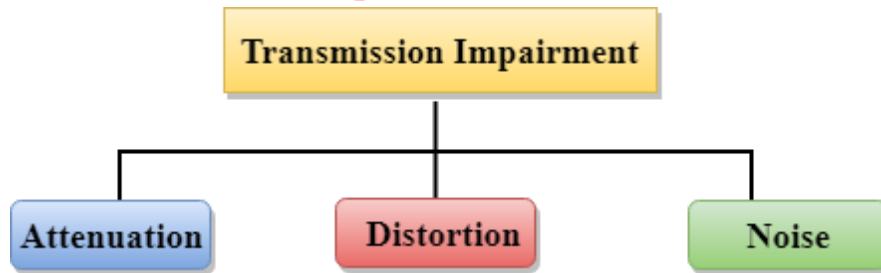 Transmission Impairment
Attenuation
Distortion
Noise